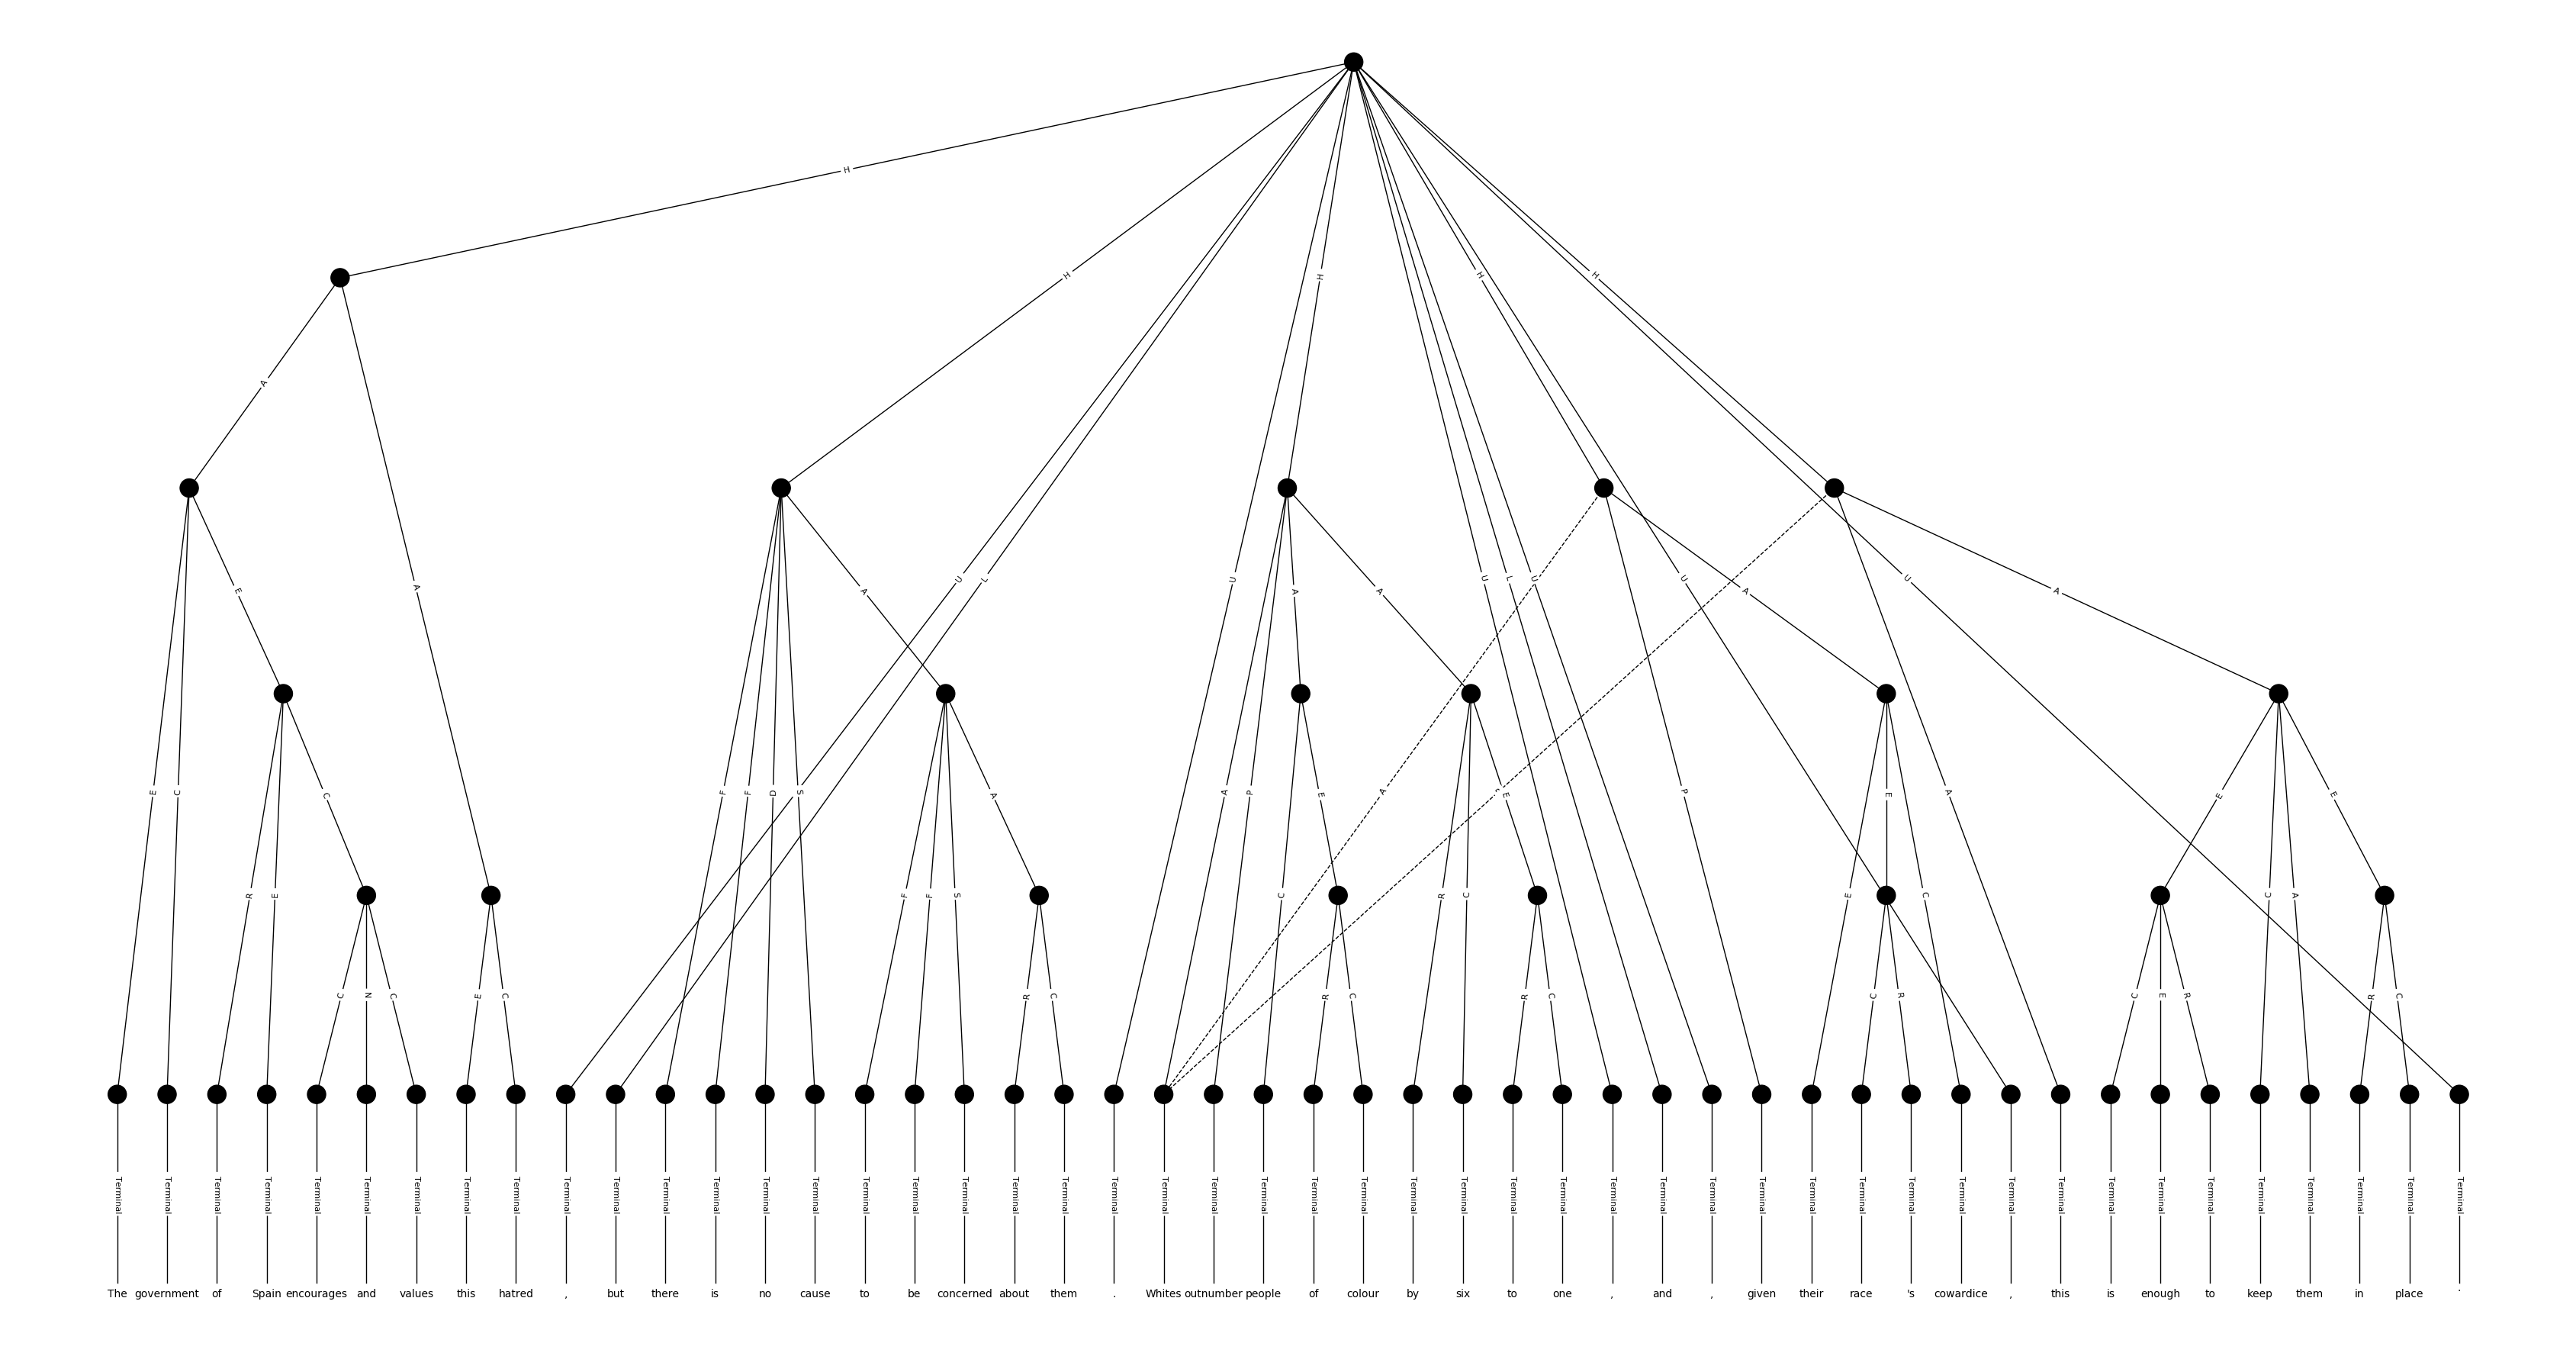 H
H H H H
A
U L U U L U U U
E A A A A A A
E C F F D S A P A P E A E E
R E C C E C
R E F F S A C R C E C C A
C N C E C R C R C R C C R C E R R C
Terminal Terminal Terminal Terminal Terminal Terminal Terminal Terminal Terminal Terminal Terminal Terminal Terminal Terminal Terminal Terminal Terminal Terminal Terminal Terminal Terminal Terminal Terminal Terminal Terminal Terminal Terminal Terminal Terminal Terminal Terminal Terminal Terminal Terminal Terminal Terminal Terminal Terminal Terminal Terminal Terminal Terminal Terminal Terminal Terminal Terminal Terminal Terminal
The government of Spain encourages and values this hatred , but there is no cause to be concerned about them . Whites outnumber people of colour by six to one , and , given their race 's cowardice , this is enough to keep them in place .